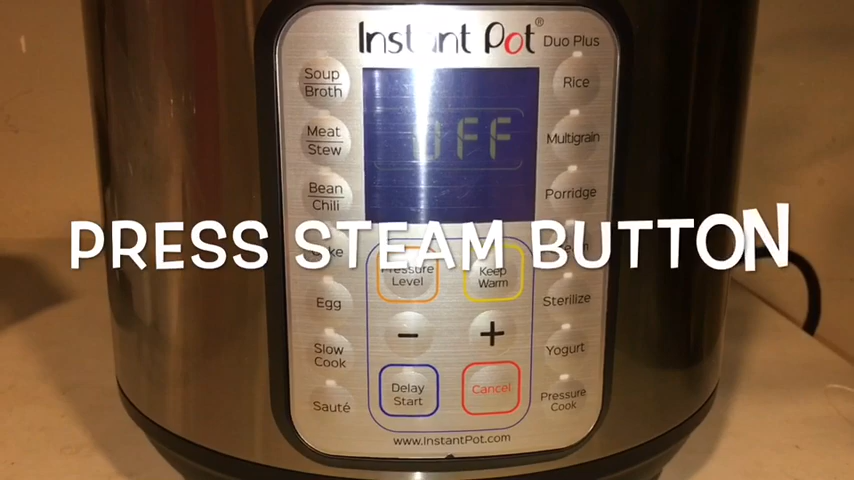 Instant Pot® Duo Plus
Soup
Broth
Rice
OFF
Meat
Stew
Multigrain
Bean
Chili
Porridge
PRESS STEAM BUTTON
Pressure
Level
Keep
Warm
Egg
Sterilize
Slow
Cook
Yogurt
Delay
Start
Cancel
Sauté
Pressure
Cook
www.InstantPot.com